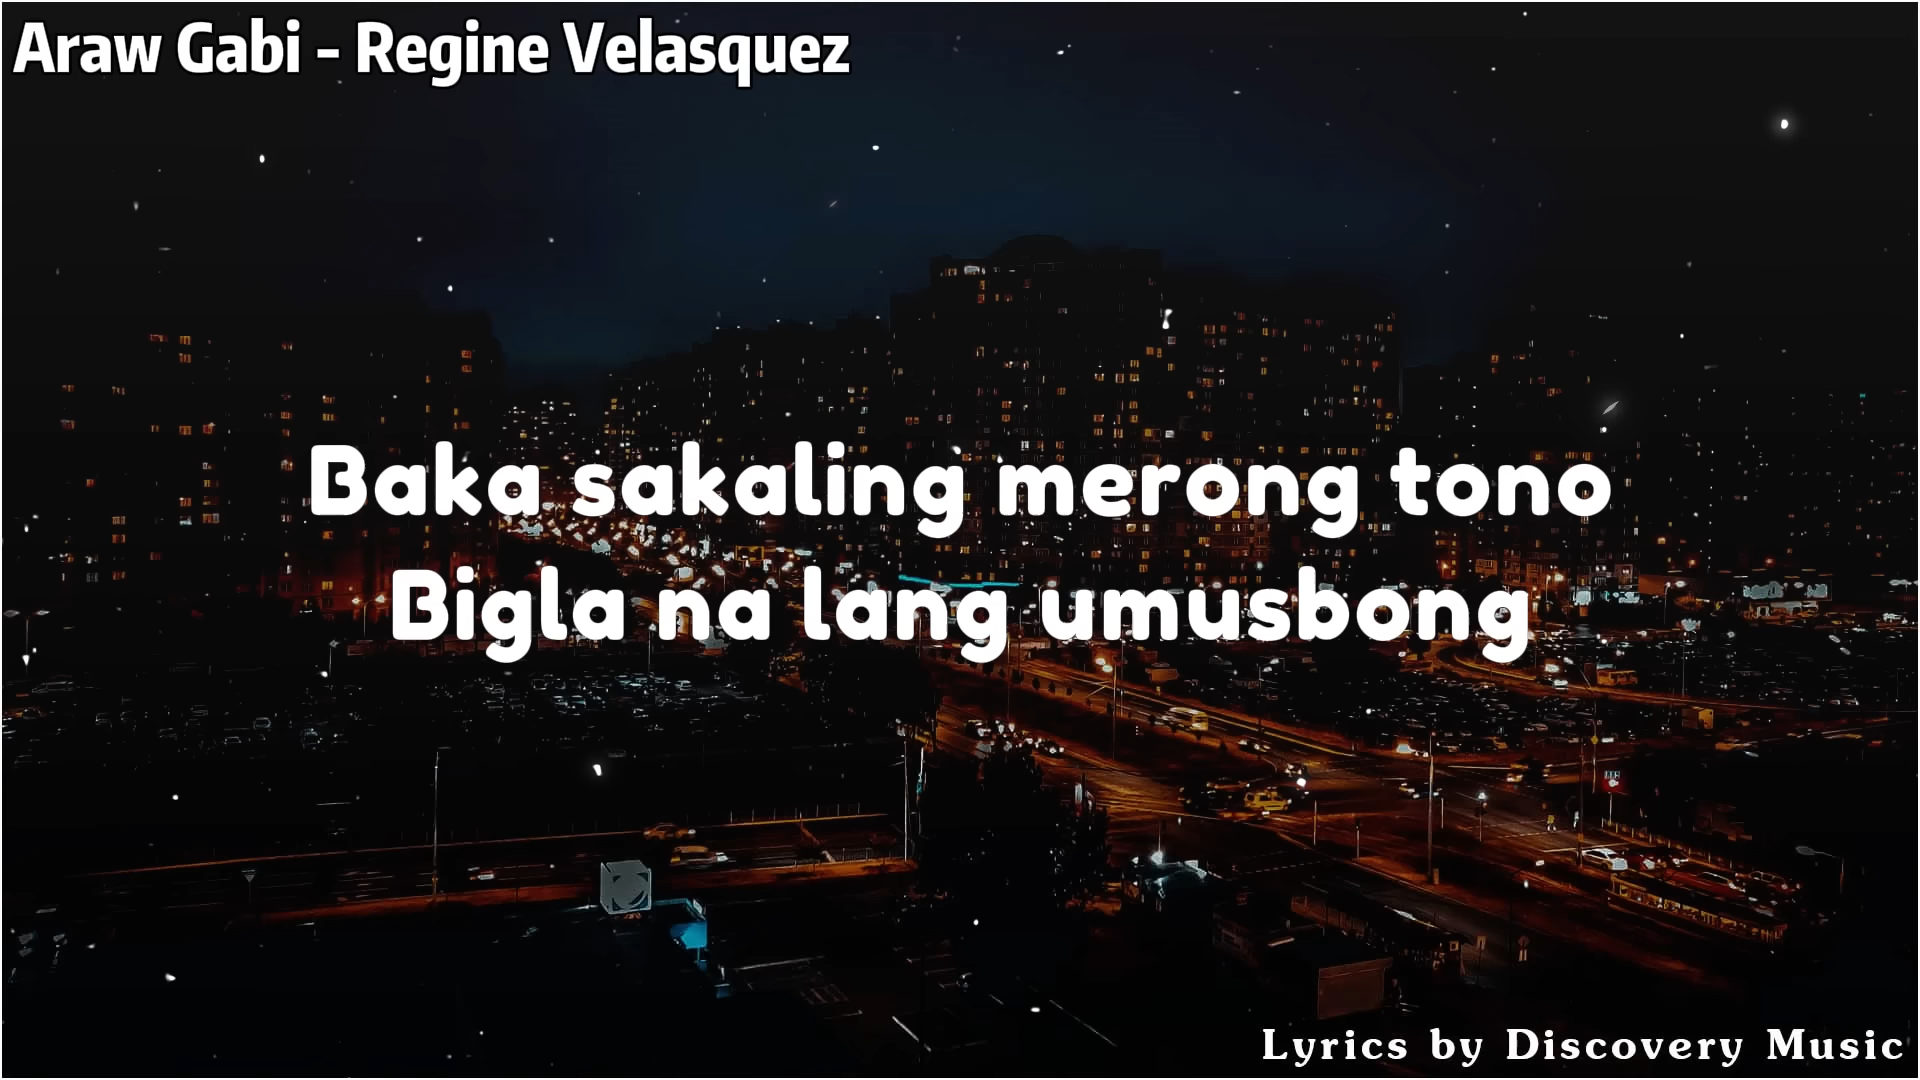 Araw Gabi - Regine Velasquez
Baka sakaling merong tono
Bigla na lang umusbong
Lyrics by Discovery Music